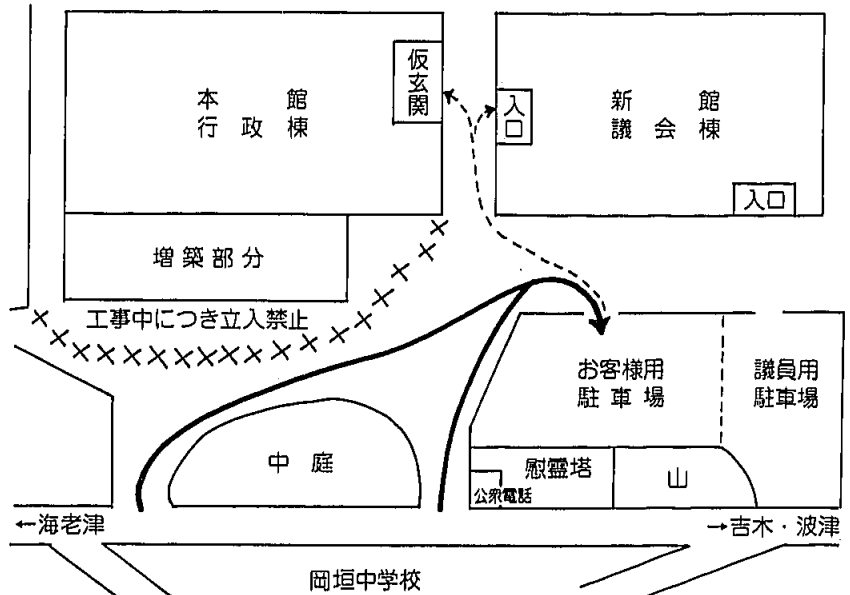 本館
行政棟
仮玄関
入口
新館
議会棟
入口
増築部分
工事中につき立入禁止
お客様用
駐車場
議員用
駐車場
中庭
慰霊塔
山
公衆電話
←海老津
→吉木・波津
岡垣中学校